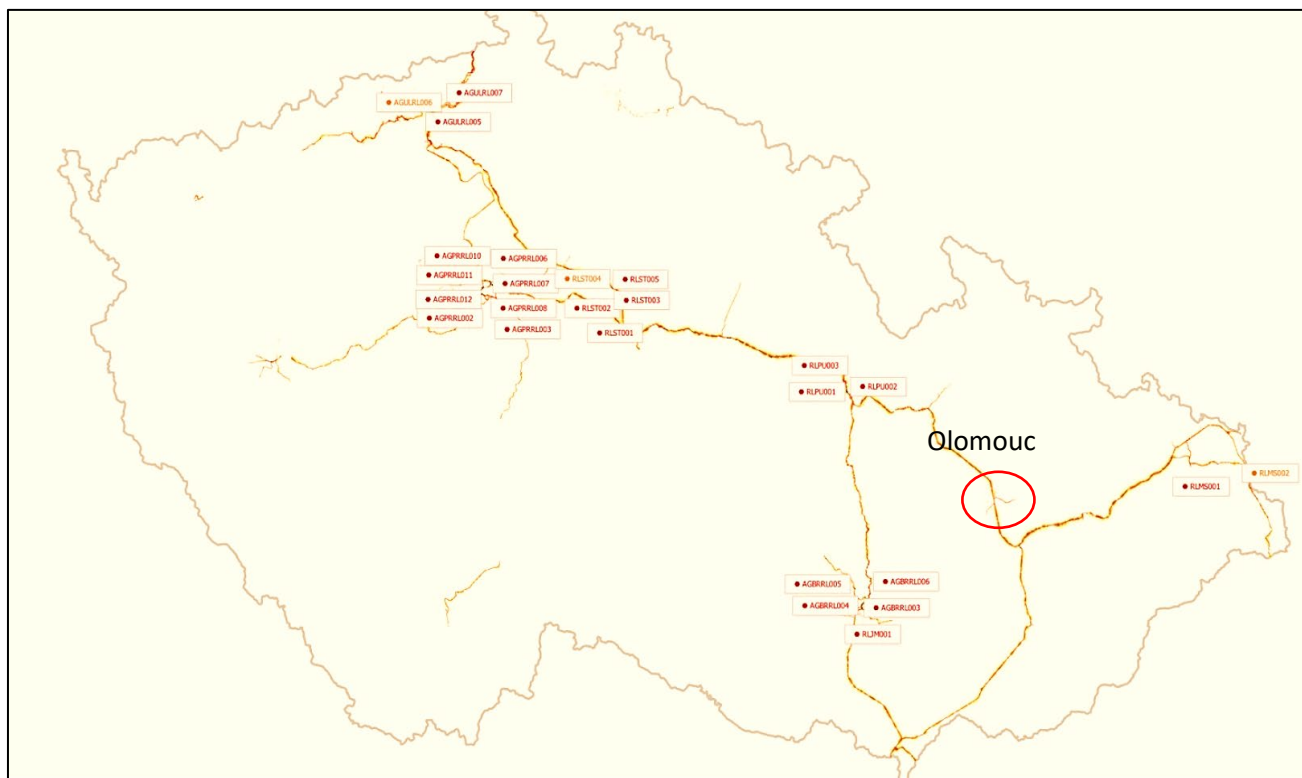 AGULRL007
AGULRL006
AGULRL005
AGPRRL010
AGPRRL006
AGPRRL011
AGPRRL007
RLST004
RLST005
AGPRRL012
AGPRRL008
RLST002
RLST003
AGPRRL002
AGPRRL003
RLST001
RLPU003
RLPU001
RLPU002
Olomouc
RLMS002
RLMS001
AGBRRL005
AGBRRL006
AGBRRL004
AGBRRL003
RLJM001